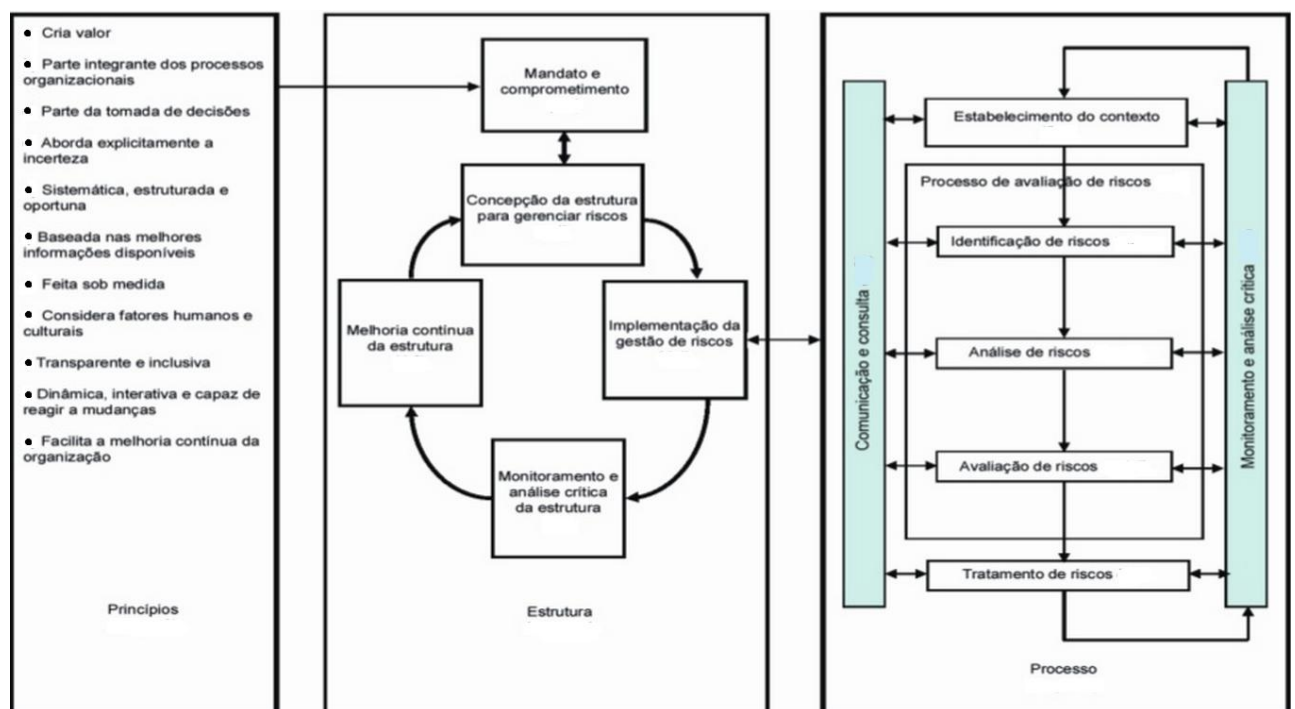 ● Cria valor
● Parte integrante dos processos
organizacionais
● Parte da tomada de decisões
● Aborda explicitamente a
incerteza
● Sistemática, estruturada e
oportuna
● Baseada nas melhores
informações disponíveis
● Feita sob medida
● Considera fatores humanos e
culturais
● Transparente e inclusiva
● Dinâmica, interativa e capaz de
reagir a mudanças
● Facilita a melhoria contínua da
organização
Princípios
Mandato e
comprometimento
Concepção da estrutura
para gerenciar riscos
Implementação da
gestão de riscos
Melhoria contínua
da estrutura
Monitoramento e
análise crítica
da estrutura
Estrutura
Comunicação e consulta
Estabelecimento do contexto
Processo de avaliação de riscos
Identificação de riscos
Análise de riscos
Avaliação de riscos
Tratamento de riscos
Monitoramento e análise crítica
Processo